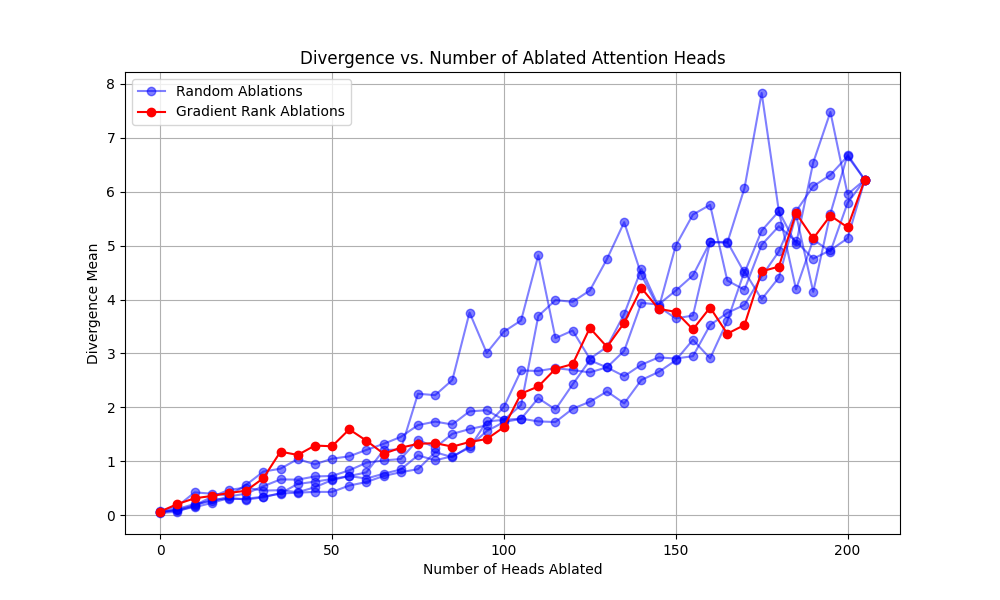 Divergence vs. Number of Ablated Attention Heads
Random Ablations
Gradient Rank Ablations
8
7
6
5
4
3
2
1
0
Divergence Mean
0 50 100 150 200
Number of Heads Ablated